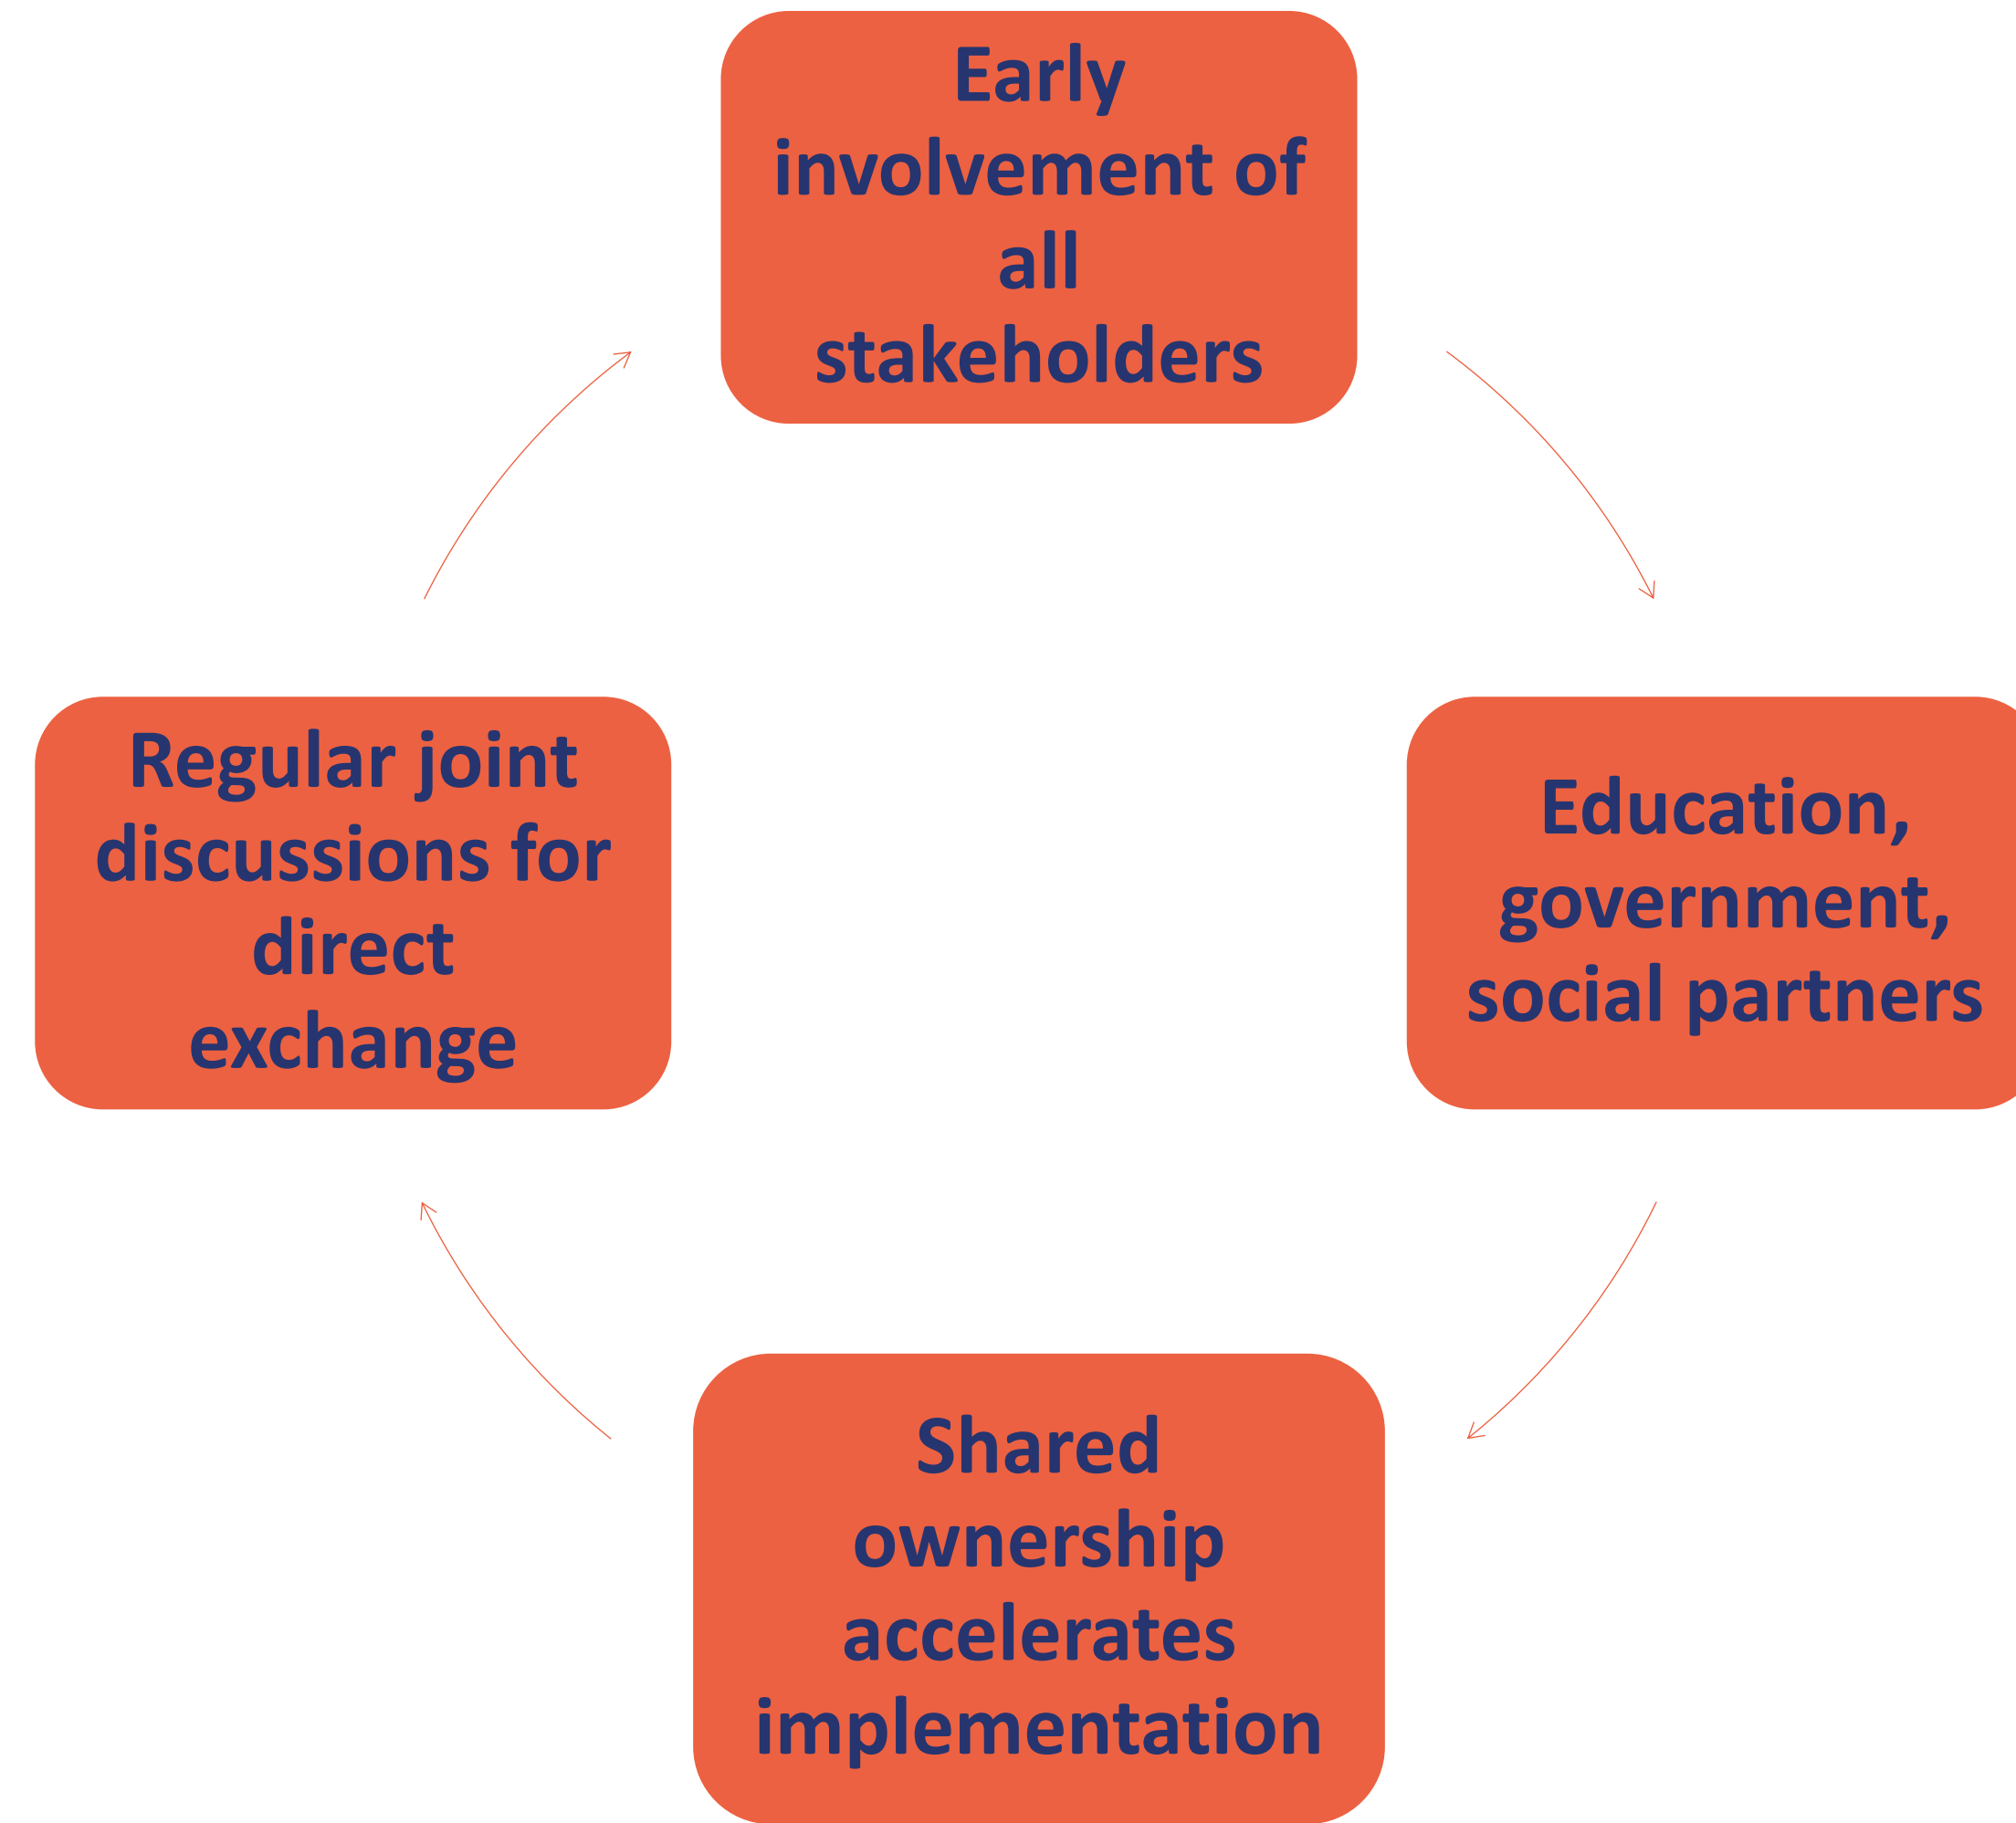 Early
involvement of
all
stakeholders
Education,
government,
social partners
Shared
ownership
accelerates
implementation
Regular joint
discussions for
direct
exchange